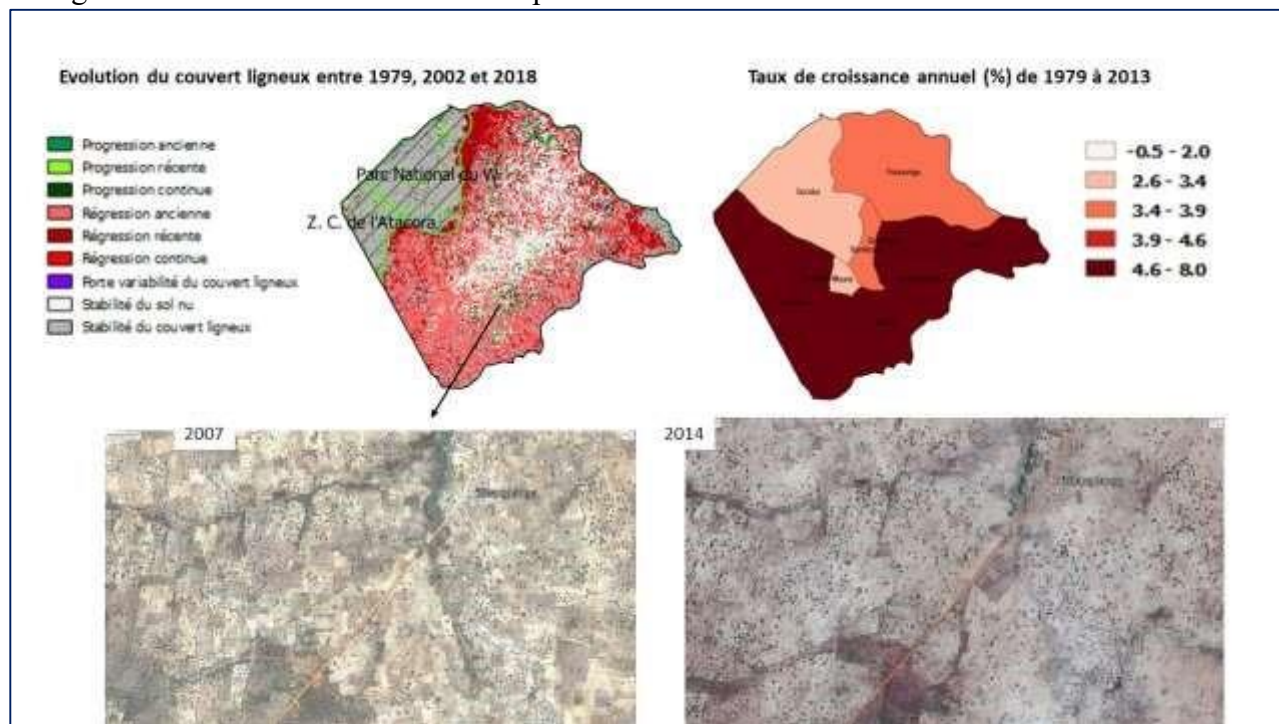 Evolution du couvert ligneux entre 1979, 2002 et 2018
Taux de croissance annuel (%) de 1979 à 2013
Progression ancienne
Progression récente
Progression continue
Régression ancienne
Régression récente
Régression continue
Forte variabilité du couvert ligneux
Stabilité du sol nu
Stabilité du couvert ligneux
Parc National du W
Z. C. de l'Atacora
-0.5 - 2.0
2.6 - 3.4
3.4 - 3.9
3.9 - 4.6
4.6 - 8.0
2007
2014